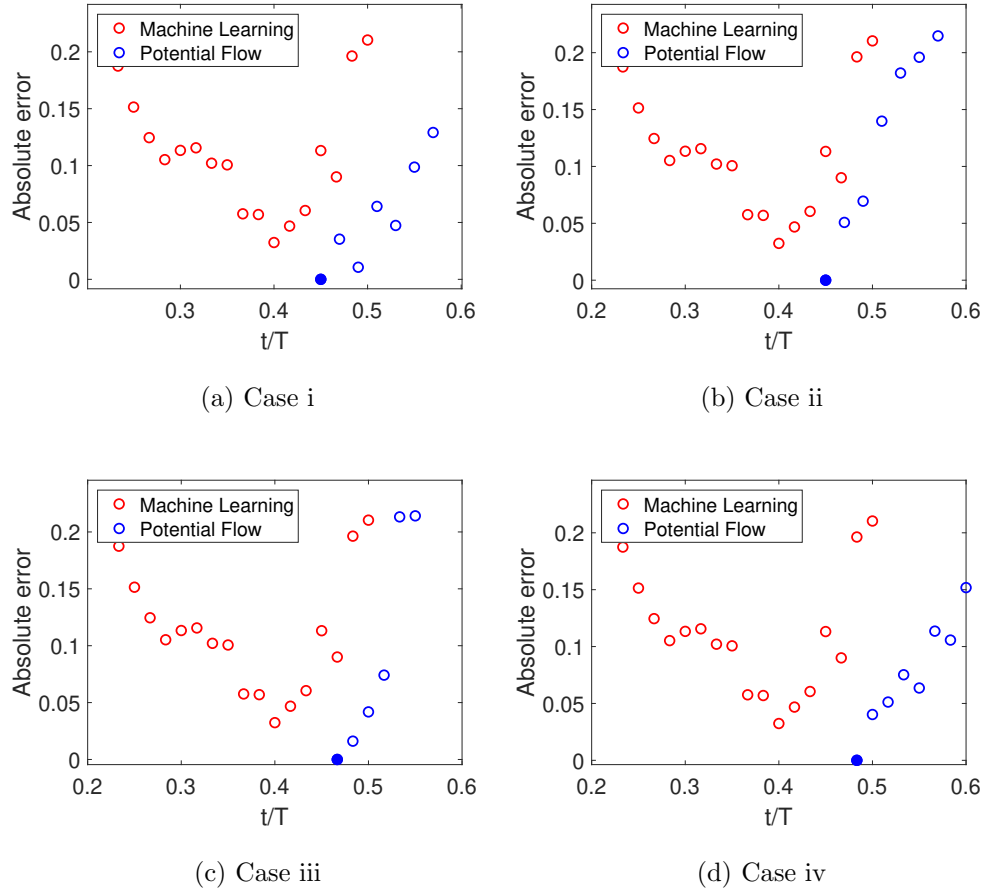 Machine Learning
Potential Flow
Absolute error
0.2
0.15
0.1
0.05
0
0.3 0.4 0.5 0.6
t/T
(a) Case i
Machine Learning
Potential Flow
Absolute error
0.2
0.15
0.1
0.05
0
0.2 0.3 0.4 0.5 0.6
t/T
(b) Case ii
Machine Learning
Potential Flow
Absolute error
0.2
0.15
0.1
0.05
0
0.2 0.3 0.4 0.5 0.6
t/T
(c) Case iii
Machine Learning
Potential Flow
Absolute error
0.2
0.15
0.1
0.05
0
0.2 0.3 0.4 0.5 0.6
t/T
(d) Case iv